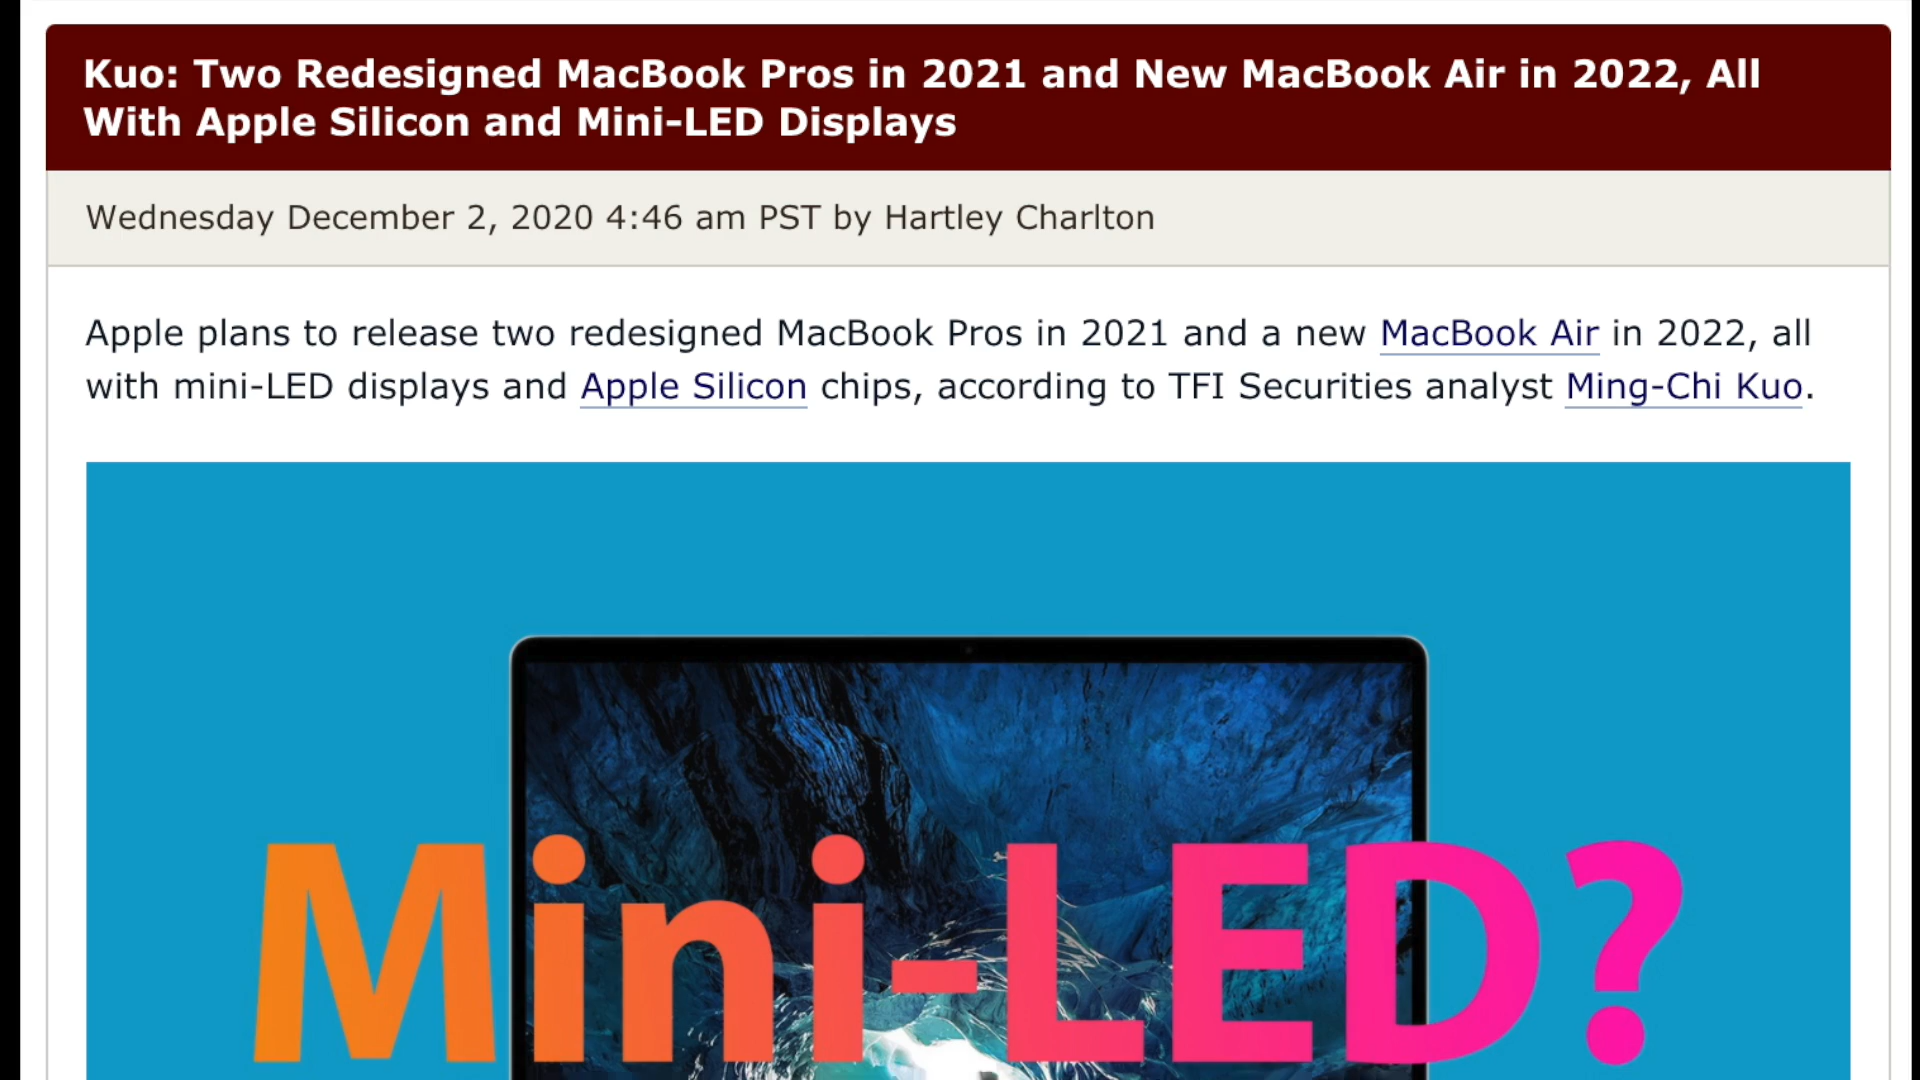 Kuo: Two Redesigned MacBook Pros in 2021 and New MacBook Air in 2022, All
With Apple Silicon and Mini-LED Displays
Wednesday December 2, 2020 4:46 am PST by Hartley Charlton
Apple plans to release two redesigned MacBook Pros in 2021 and a new MacBook Air in 2022, all
with mini-LED displays and Apple Silicon chips, according to TFI Securities analyst Ming-Chi Kuo.
Mini-LED?